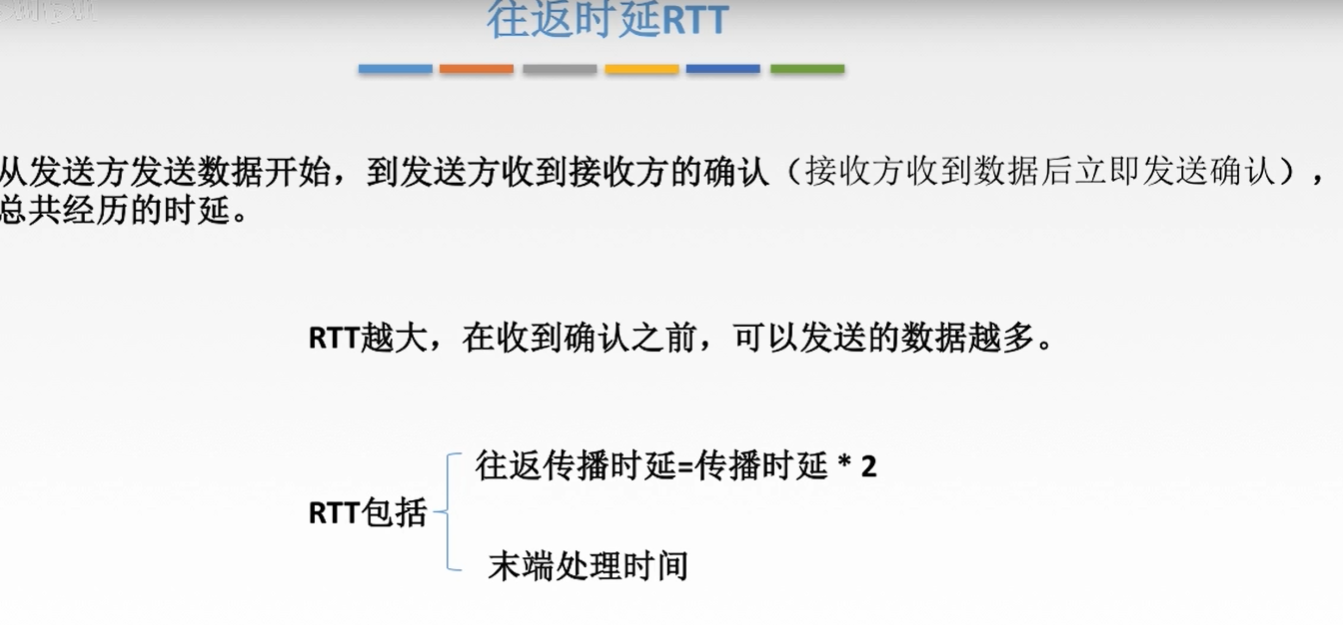 往返时延RTT
从发送方发送数据开始，到发送方收到接收方的确认（接收方收到数据后立即发送确认），
总共经历的时延。
RTT越大，在收到确认之前，可以发送的数据越多。
往返传播时延=传播时延 * 2
RTT包括
末端处理时间